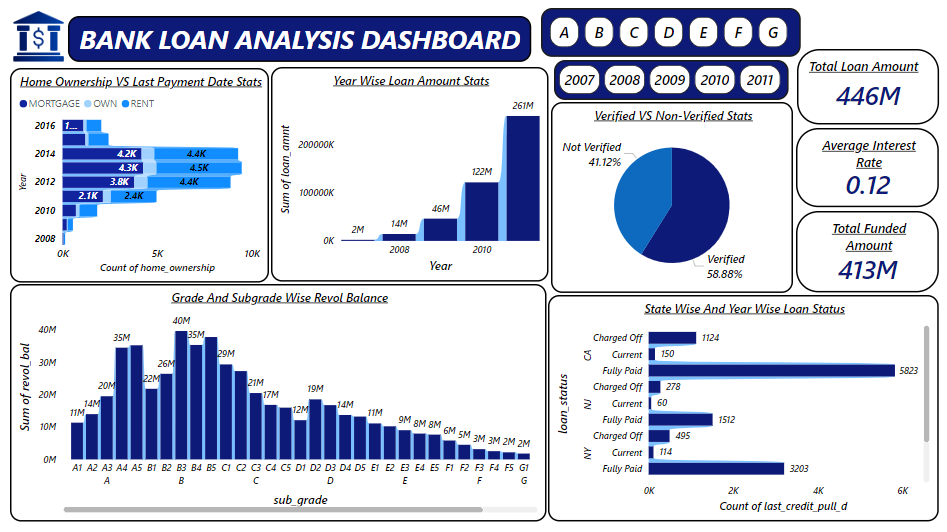 BANK LOAN ANALYSIS DASHBOARD
A B C D E F G
2007 2008 2009 2010 2011
Total Loan Amount
446M
Average Interest
Rate
0.12
Total Funded
Amount
413M
Home Ownership VS Last Payment Date Stats
MORTGAGE OWN RENT
Year
2016
2014
2012
2010
2008
1...
4.2K 4.4K
4.3K 4.5K
3.8K 4.4K
2.1K 2.4K
0K 5K 10K
Count of home_ownership
Year Wise Loan Amount Stats
Sum of loan_amnt
200000K
100000K
0K
2M 14M 46M 122M 261M
2008 2010
Year
Verified VS Non-Verified Stats
Not Verified
41.12%
Verified
58.88%
Grade And Subgrade Wise Revol Balance
Sum of revol_bal
40M
30M
20M
10M
0M
11M 14M 20M 35M 22M 26M 40M 35M 29M 21M 17M 12M 19M 14M 11M 9M 8M 8M 6M 5M 3M 3M 2M 2M
A1 A2 A3 A4 A5 B1 B2 B3 B4 B5 C1 C2 C3 C4 C5 D1 D2 D3 D4 D5 E1 E2 E3 E4 E5 F1 F2 F3 F4 F5 G1
A B C D E F G
sub_grade
State Wise And Year Wise Loan Status
loan_status
CA
Charged Off 1124
Current 150
Fully Paid 5823
NJ
Charged Off 278
Current 60
Fully Paid 1512
NY
Charged Off 495
Current 114
Fully Paid 3203
0K 2K 4K 6K
Count of last_credit_pull_d